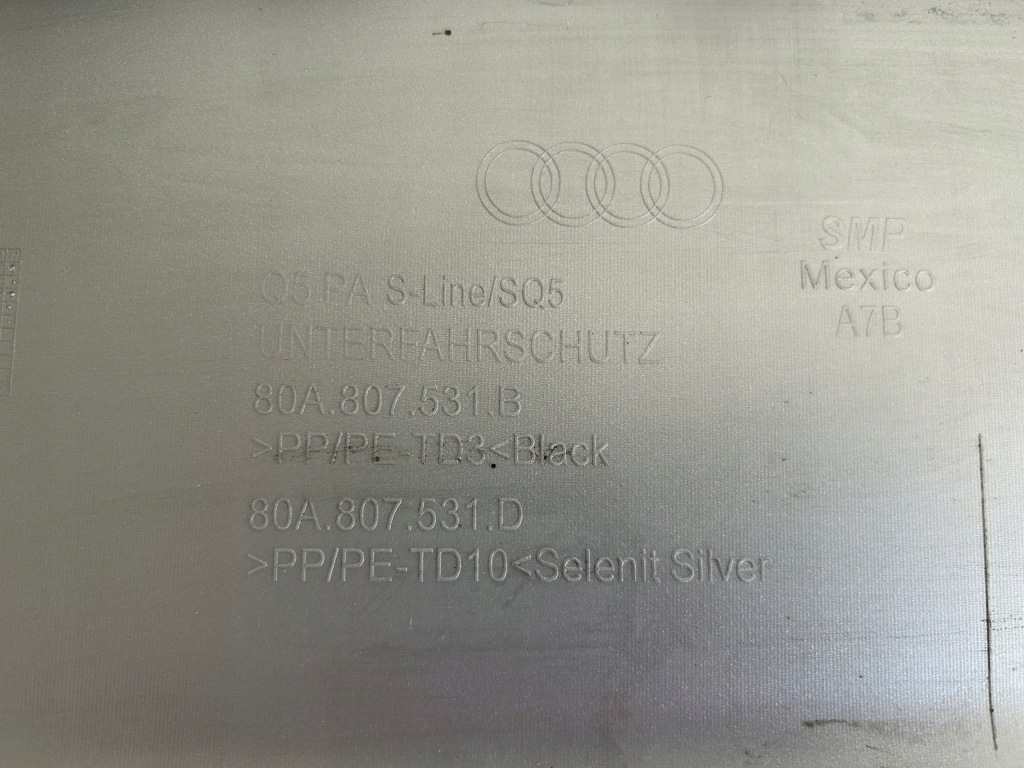 SMP
Mexico
A7B
Q5 PA S-Line/SQ5
UNTERFAHRSCHUTZ
80A.807.531.B
>PP/PE-TD3<Black
80A.807.531.D
>PP/PE-TD10<Selenit Silver